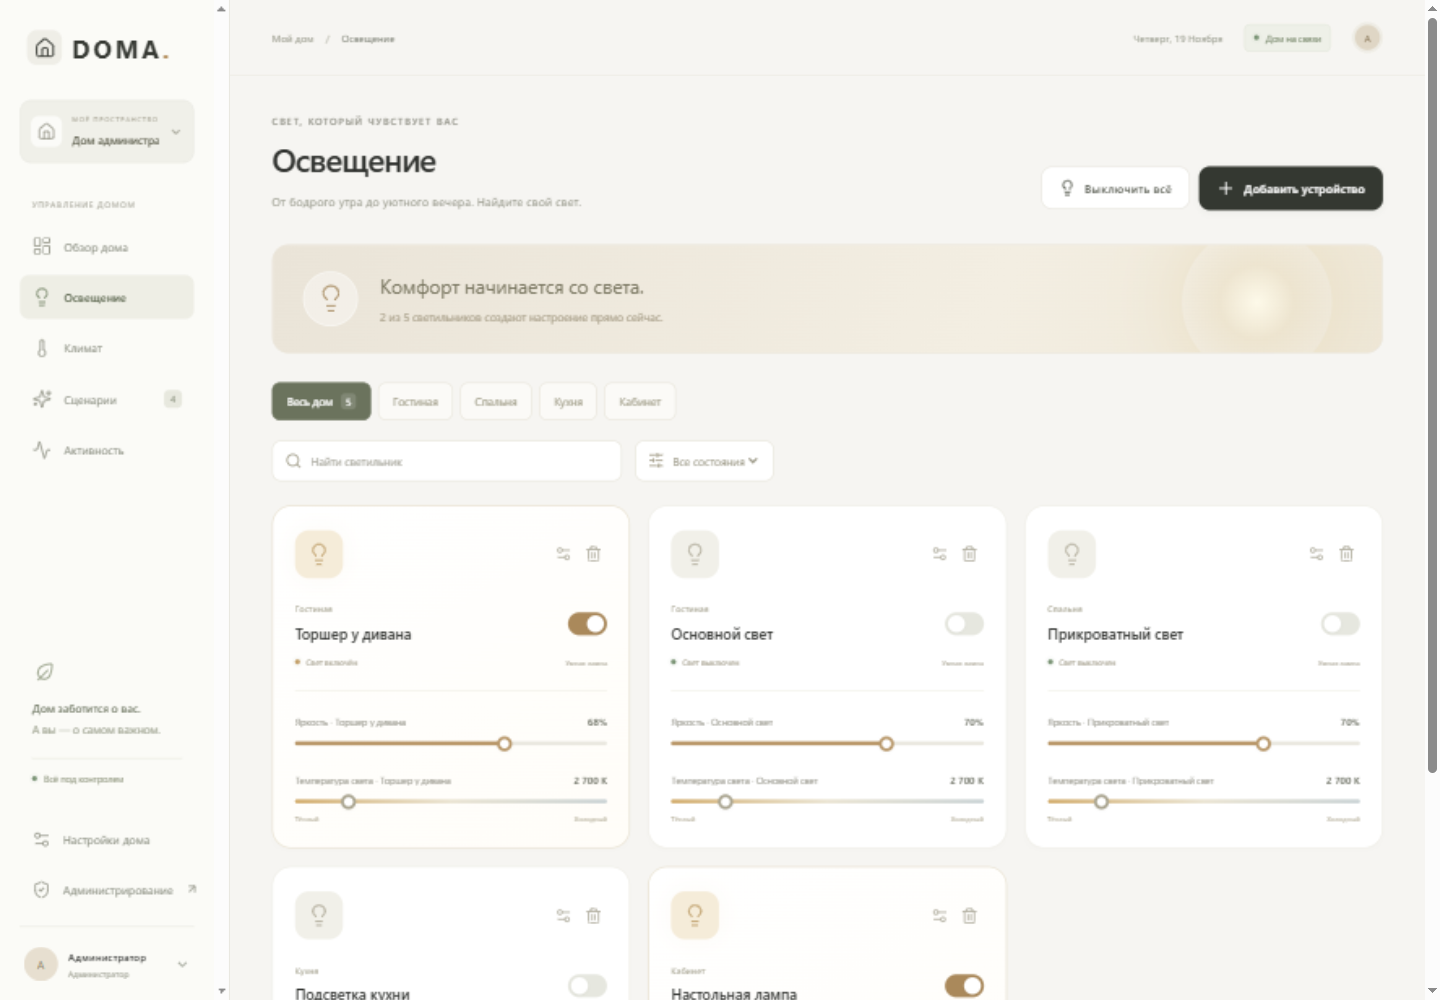 DOMA.
МОЁ ПРОСТРАНСТВО
Дом администра
УПРАВЛЕНИЕ ДОМОМ
Обзор дома
Освещение
Климат
Сценарии 4
Активность
Дом заботится о вас.
А вы — о самом важном.
Всё под контролем
Настройки дома
Администрирование
А
Администратор
Администратор
Мой дом / Освещение
Четверг, 19 Ноября
Дом на связи
А
СВЕТ, КОТОРЫЙ ЧУВСТВУЕТ ВАС
Освещение
От бодрого утра до уютного вечера. Найдите свой свет.
Выключить всё
Добавить устройство
Комфорт начинается со света.
2 из 5 светильников создают настроение прямо сейчас.
Весь дом 5
Гостиная
Спальня
Кухня
Кабинет
Найти светильник
Все состояния
Гостиная
Торшер у дивана
Свет включён
Умная лампа
Яркость · Торшер у дивана 68%
Температура света · Торшер у дивана 2 700 K
Тёплый Холодный
Гостиная
Основной свет
Свет выключен
Умная лампа
Яркость · Основной свет 70%
Температура света · Основной свет 2 700 K
Тёплый Холодный
Спальня
Прикроватный свет
Свет выключен
Умная лампа
Яркость · Прикроватный свет 70%
Температура света · Прикроватный свет 2 700 K
Тёплый Холодный
Кухня
Подсветка кухни
Кабинет
Настольная лампа